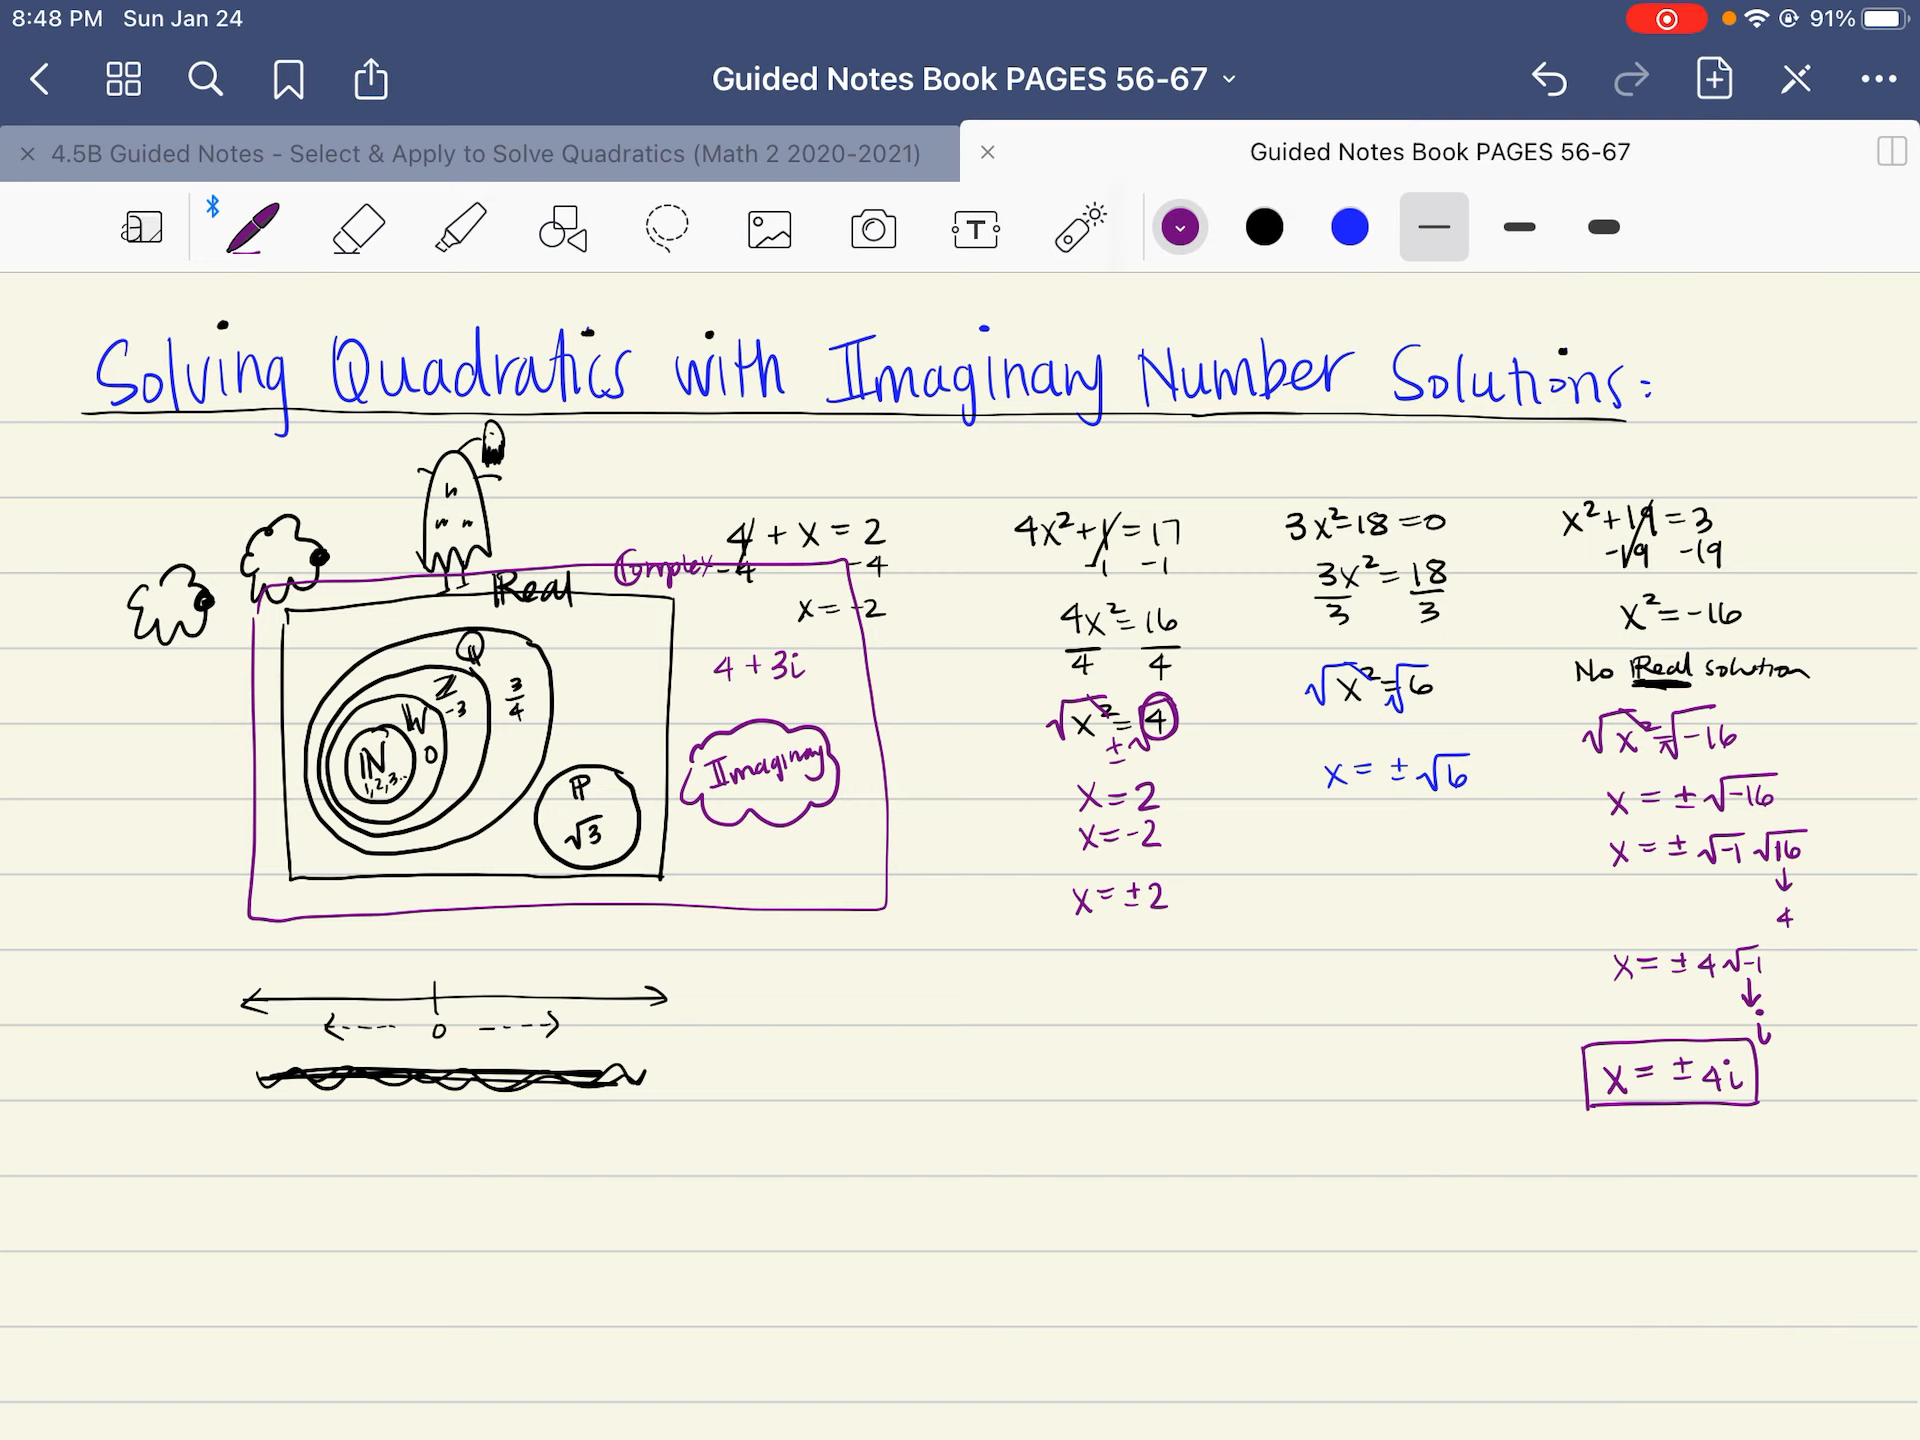 8:48 PM Sun Jan 24
91%
Guided Notes Book PAGES 56-67
4.5B Guided Notes - Select & Apply to Solve Quadratics (Math 2 2020-2021)
Guided Notes Book PAGES 56-67
T
Solving Quadratics with Imaginary Number Solutions:
Complex
Real
Q
Z
-3
3/4
W
0
N
1,2,3..
P
√3
4 + 3i
Imaginary
0
4 + x = 2
-4 -4
x = -2
4x²+1 = 17
-1 -1
4x² = 16
4 4
√x² = ±√4
x = 2
x = -2
x = ±2
3x²-18 = 0
3x² = 18
3 3
√x² = √6
x = ±√6
x²+19 = 3
-19 -19
x² = -16
No Real solution
√x² = √-16
x = ±√-16
x = ±√-1 √16
4
x = ±4√-1
i
x = ±4i